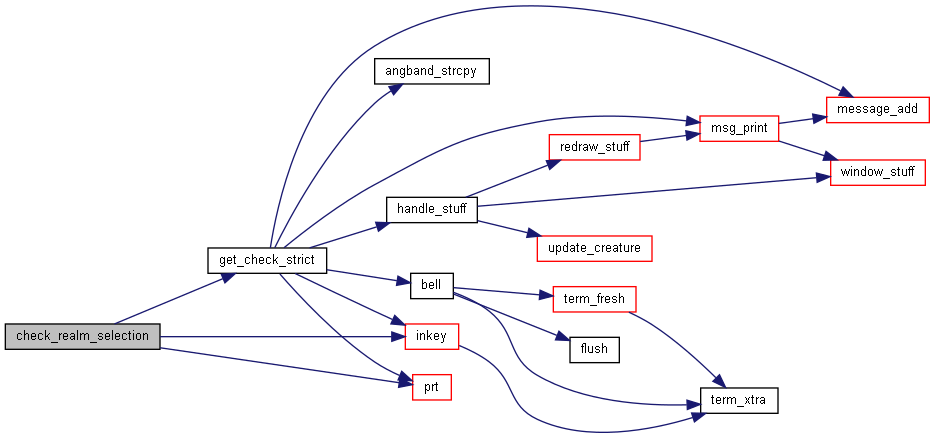 angband_strcpy
message_add
msg_print
redraw_stuff
window_stuff
handle_stuff
update_creature
get_check_strict
bell
term_fresh
check_realm_selection
inkey
flush
prt
term_xtra